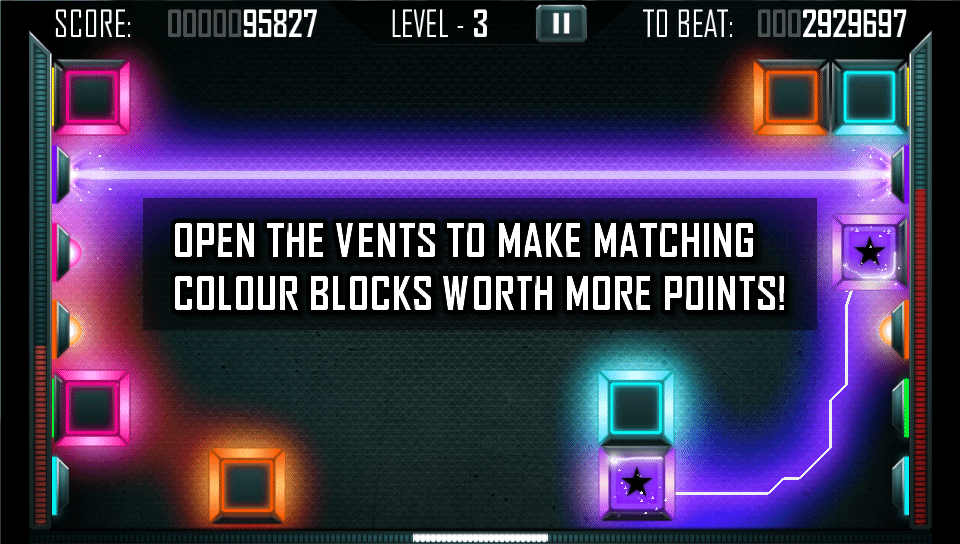 SCORE: 0000095827 LEVEL - 3 TO BEAT: 0002929697
OPEN THE VENTS TO MAKE MATCHING
COLOUR BLOCKS WORTH MORE POINTS!